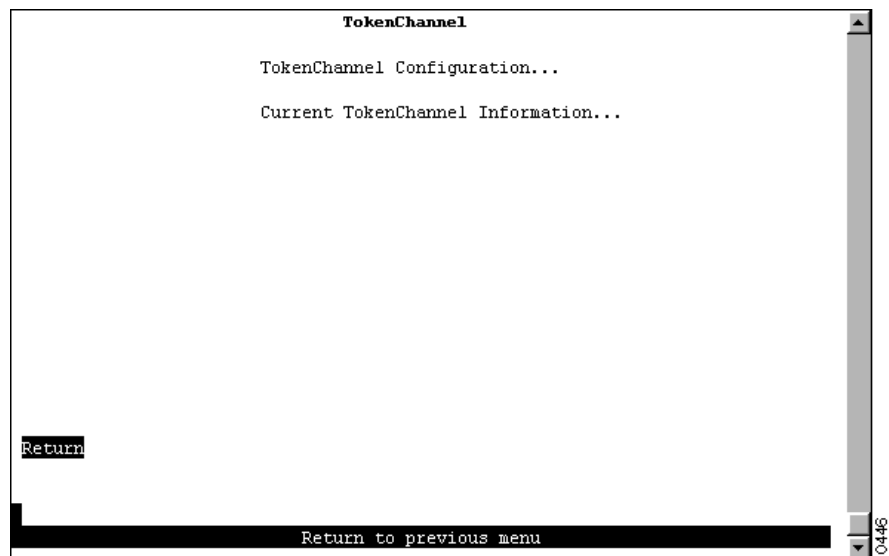 TokenChannel
TokenChannel Configuration...
Current TokenChannel Information...
Return
Return to previous menu
0446